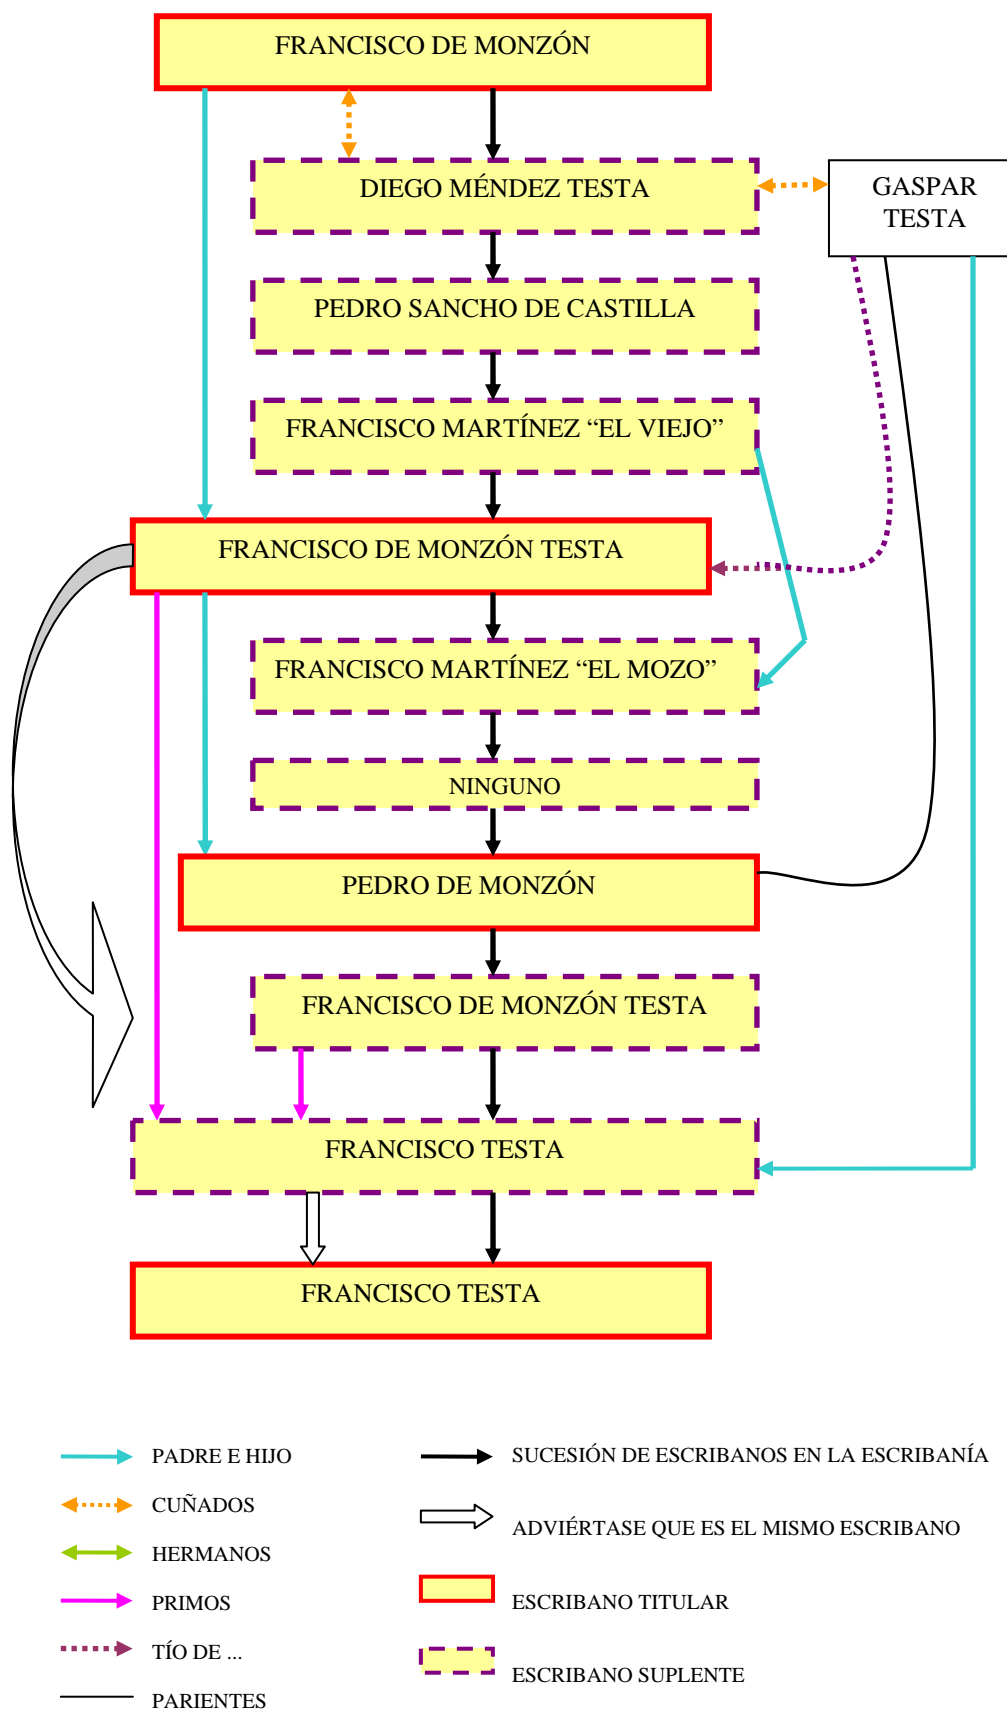 FRANCISCO DE MONZÓN
DIEGO MÉNDEZ TESTA
GASPAR
TESTA
PEDRO SANCHO DE CASTILLA
FRANCISCO MARTÍNEZ “EL VIEJO”
FRANCISCO DE MONZÓN TESTA
FRANCISCO MARTÍNEZ “EL MOZO”
NINGUNO
PEDRO DE MONZÓN
FRANCISCO DE MONZÓN TESTA
FRANCISCO TESTA
FRANCISCO TESTA
PADRE E HIJO
CUÑADOS
HERMANOS
PRIMOS
TÍO DE ...
PARIENTES
SUCESIÓN DE ESCRIBANOS EN LA ESCRIBANÍA
ADVIÉRTASE QUE ES EL MISMO ESCRIBANO
ESCRIBANO TITULAR
ESCRIBANO SUPLENTE